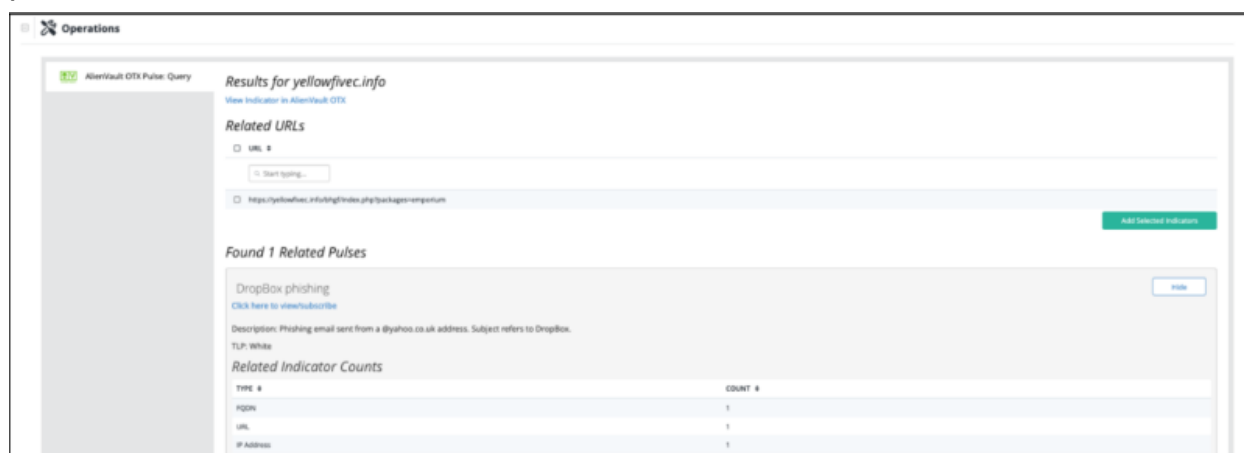 Operations
AlienVault OTX Pulse: Query
Results for yellowfivec.info
View Indicator in AlienVault OTX
Related URLs
URL
Start typing...
https://yellowfivec.info/bhgf/index.php?packages=emporium
Add Selected Indicators
Found 1 Related Pulses
DropBox phishing
Hide
Click here to view/subscribe
Description: Phishing email sent from a @yahoo.co.uk address. Subject refers to DropBox.
TLP: White
Related Indicator Counts
TYPE COUNT
FQDN 1
URL 1
IP Address 1